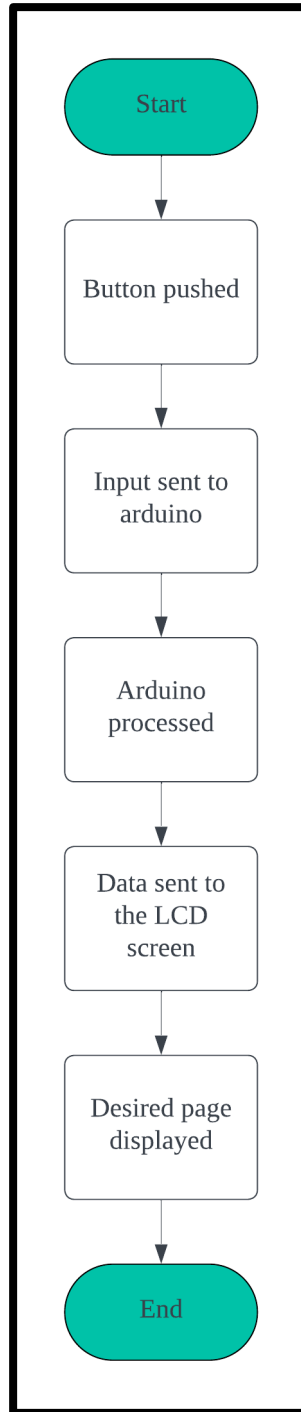 Start
Button pushed
Input sent to
arduino
Arduino
processed
Data sent to
the LCD
screen
Desired page
displayed
End